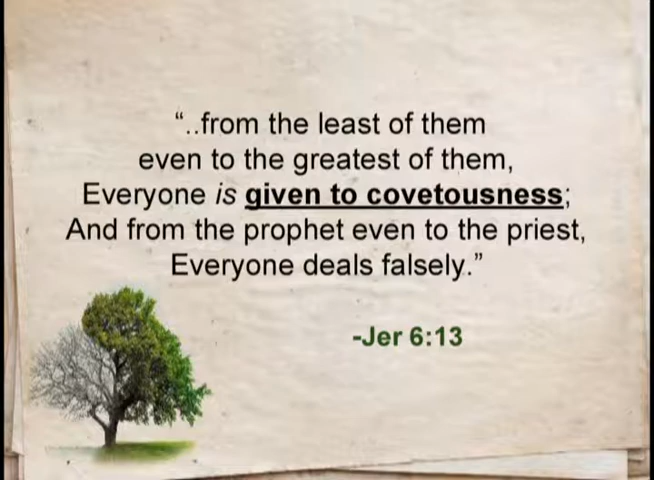 “..from the least of them
even to the greatest of them,
Everyone is given to covetousness;
And from the prophet even to the priest,
Everyone deals falsely.”
-Jer 6:13